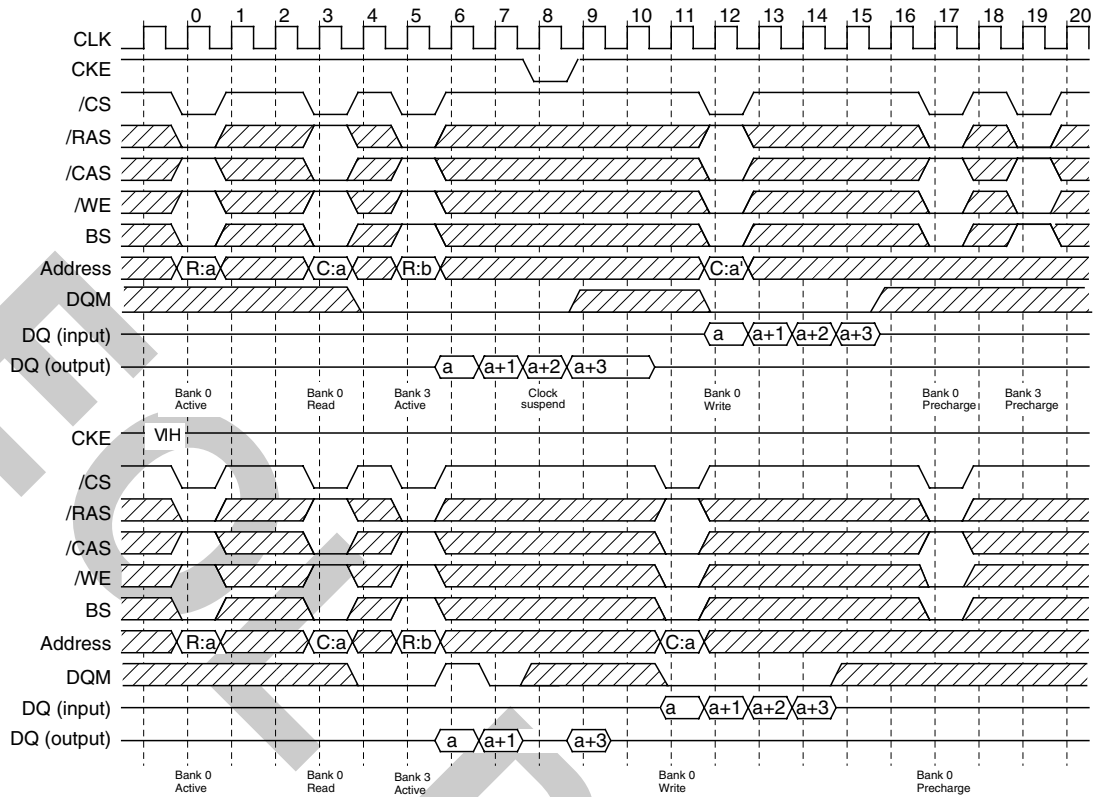 0 1 2 3 4 5 6 7 8 9 10 11 12 13 14 15 16 17 18 19 20
CLK
CKE
/CS
/RAS
/CAS
/WE
BS
Address R:a C:a R:b C:a'
DQM
DQ (input) a a+1 a+2 a+3
DQ (output) a a+1 a+2 a+3
Bank 0 Active
Bank 0 Read
Bank 3 Active
Clock suspend
Bank 0 Write
Bank 0 Precharge
Bank 3 Precharge
CKE VIH
/CS
/RAS
/CAS
/WE
BS
Address R:a C:a R:b C:a
DQM
DQ (input) a a+1 a+2 a+3
DQ (output) a a+1 a+3
Bank 0 Active
Bank 0 Read
Bank 3 Active
Bank 0 Write
Bank 0 Precharge